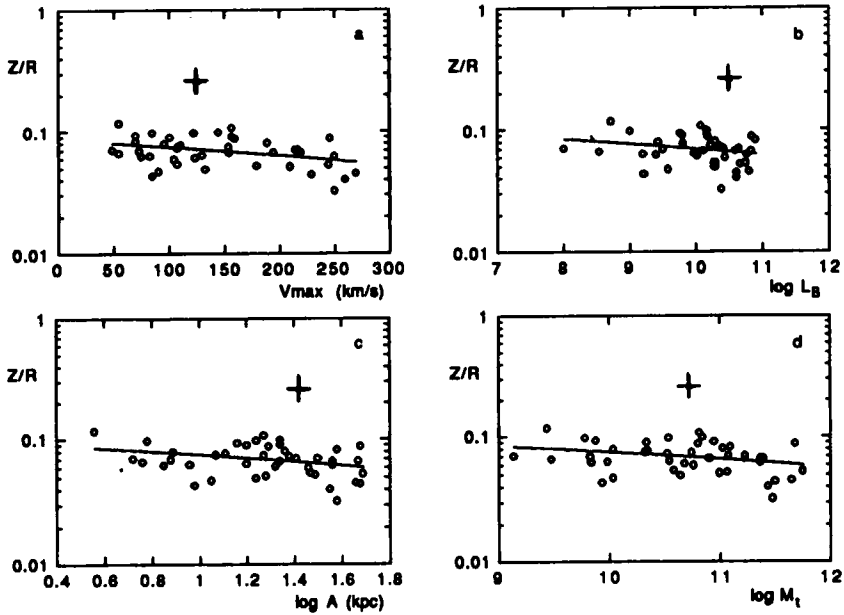 1
a
Z/R
0.1
0.01
0 50 100 150 200 250 300
Vmax (km/s)
1
b
Z/R
0.1
0.01
7 8 9 10 11 12
log L_B
1
c
Z/R
0.1
0.01
0.4 0.6 0.8 1 1.2 1.4 1.6 1.8
log A (kpc)
1
d
Z/R
0.1
0.01
9 10 11 12
log M_t